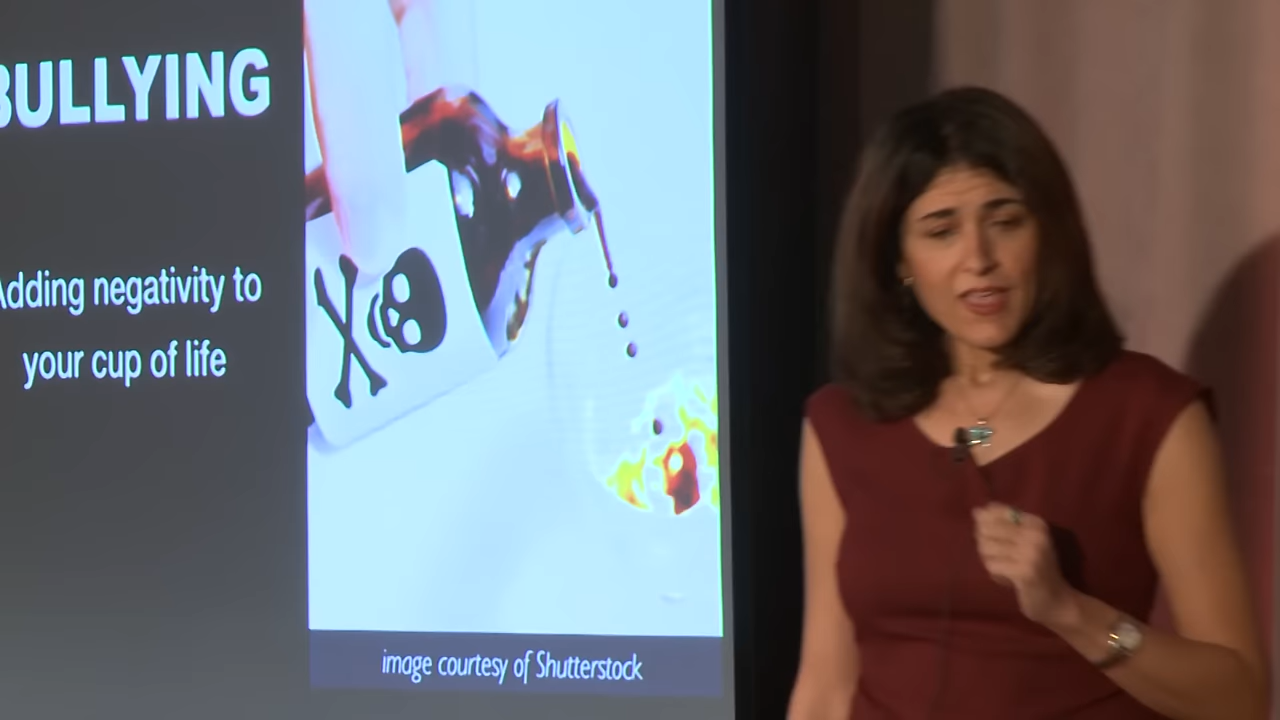 BULLYING
Adding negativity to
your cup of life
image courtesy of Shutterstock